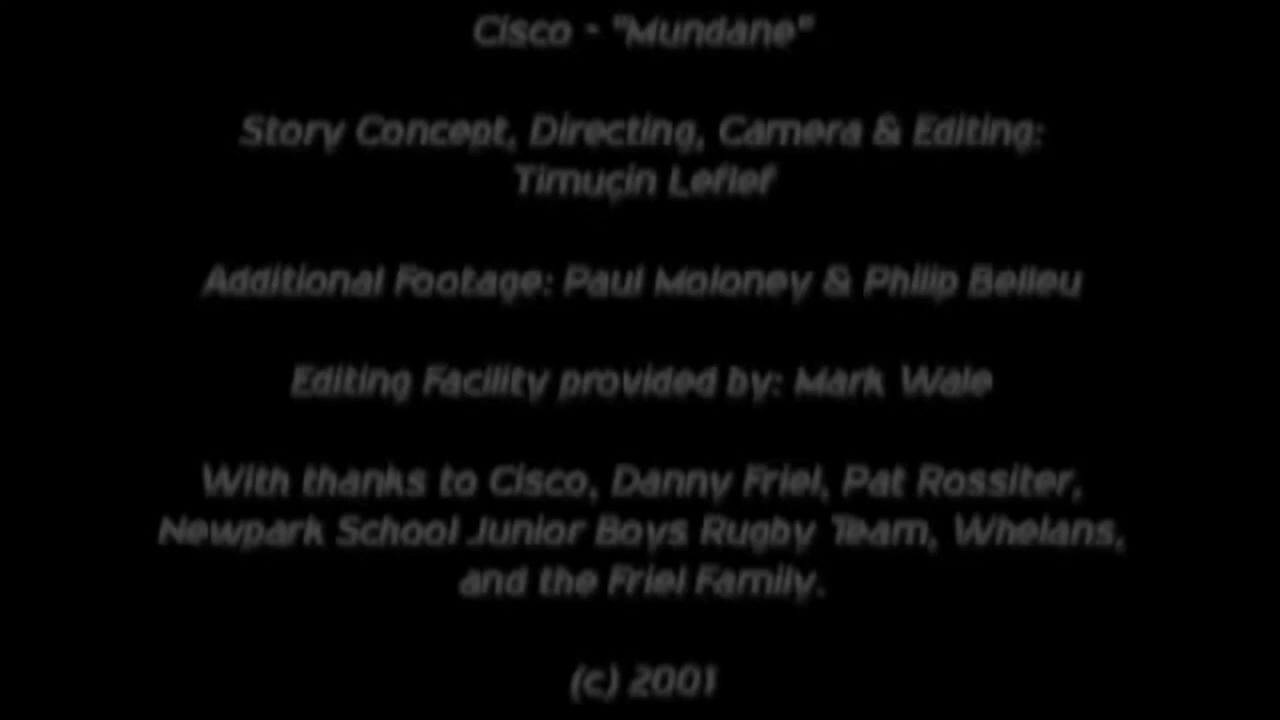 Cisco - "Mundane"
Story Concept, Directing, Camera & Editing:
Timuçin Leflef
Additional Footage: Paul Moloney & Philip Belleu
Editing Facility provided by: Mark Wale
With thanks to Cisco, Danny Friel, Pat Rossiter,
Newpark School Junior Boys Rugby Team, Whelans,
and the Friel Family.
(c) 2001